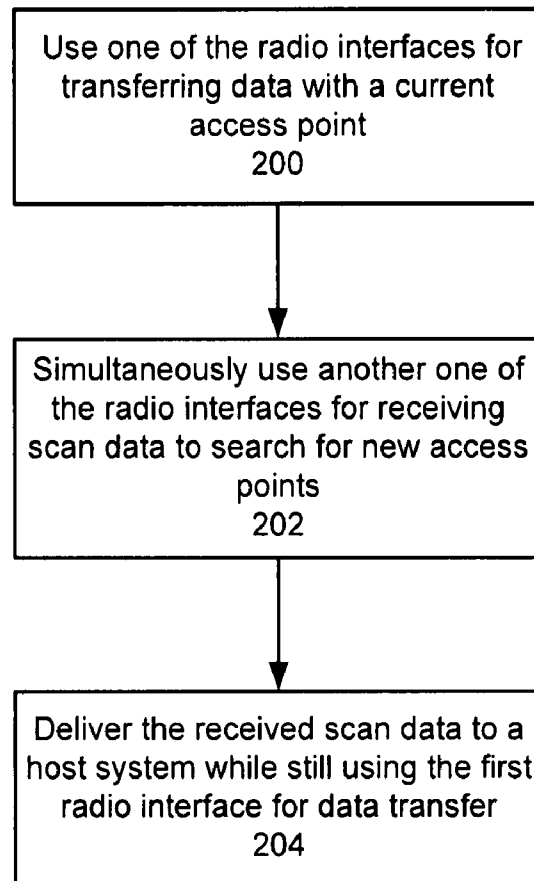 Use one of the radio interfaces for
transferring data with a current
access point
200
Simultaneously use another one of
the radio interfaces for receiving
scan data to search for new access
points
202
Deliver the received scan data to a
host system while still using the first
radio interface for data transfer
204